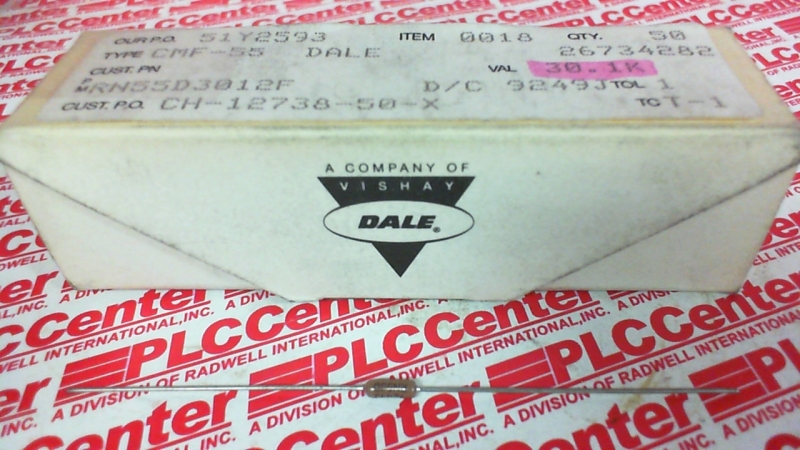 OUR P.O. 51Y2593 ITEM 0018 QTY. 50
TYPE CMF-55 DALE 26734282
CUST. PN VAL 30.1K
RN55D3012F D/C 9249J TOL 1
CUST. P.O. CH-12738-50-X TC T-1
A COMPANY OF
VISHAY
DALE®
PLCCenter
A DIVISION OF RADWELL INTERNATIONAL, INC.